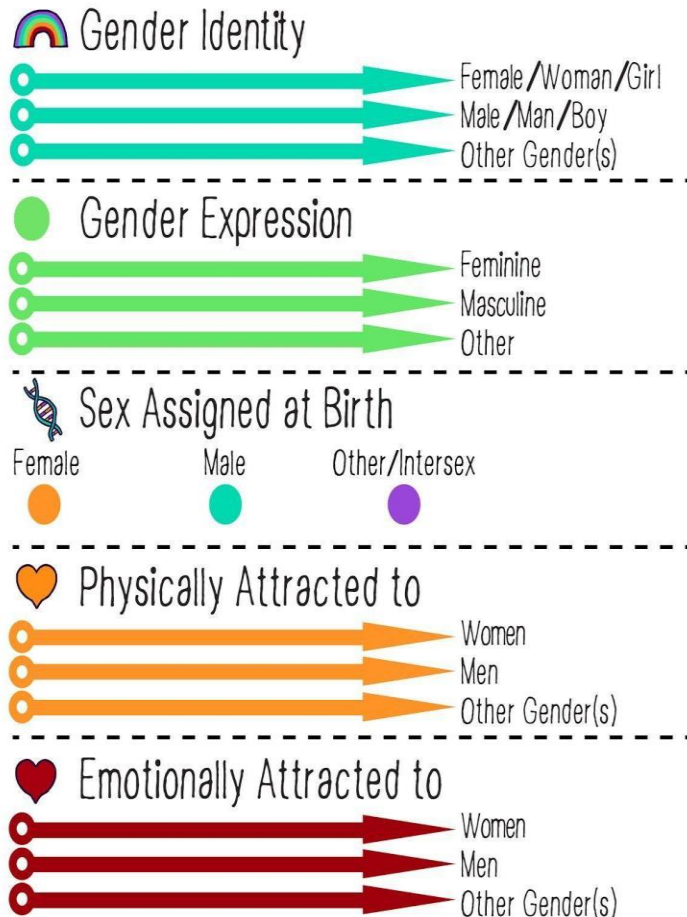 Gender Identity
Female/Woman/Girl
Male/Man/Boy
Other Gender(s)
Gender Expression
Feminine
Masculine
Other
Sex Assigned at Birth
Female Male Other/Intersex
Physically Attracted to
Women
Men
Other Gender(s)
Emotionally Attracted to
Women
Men
Other Gender(s)